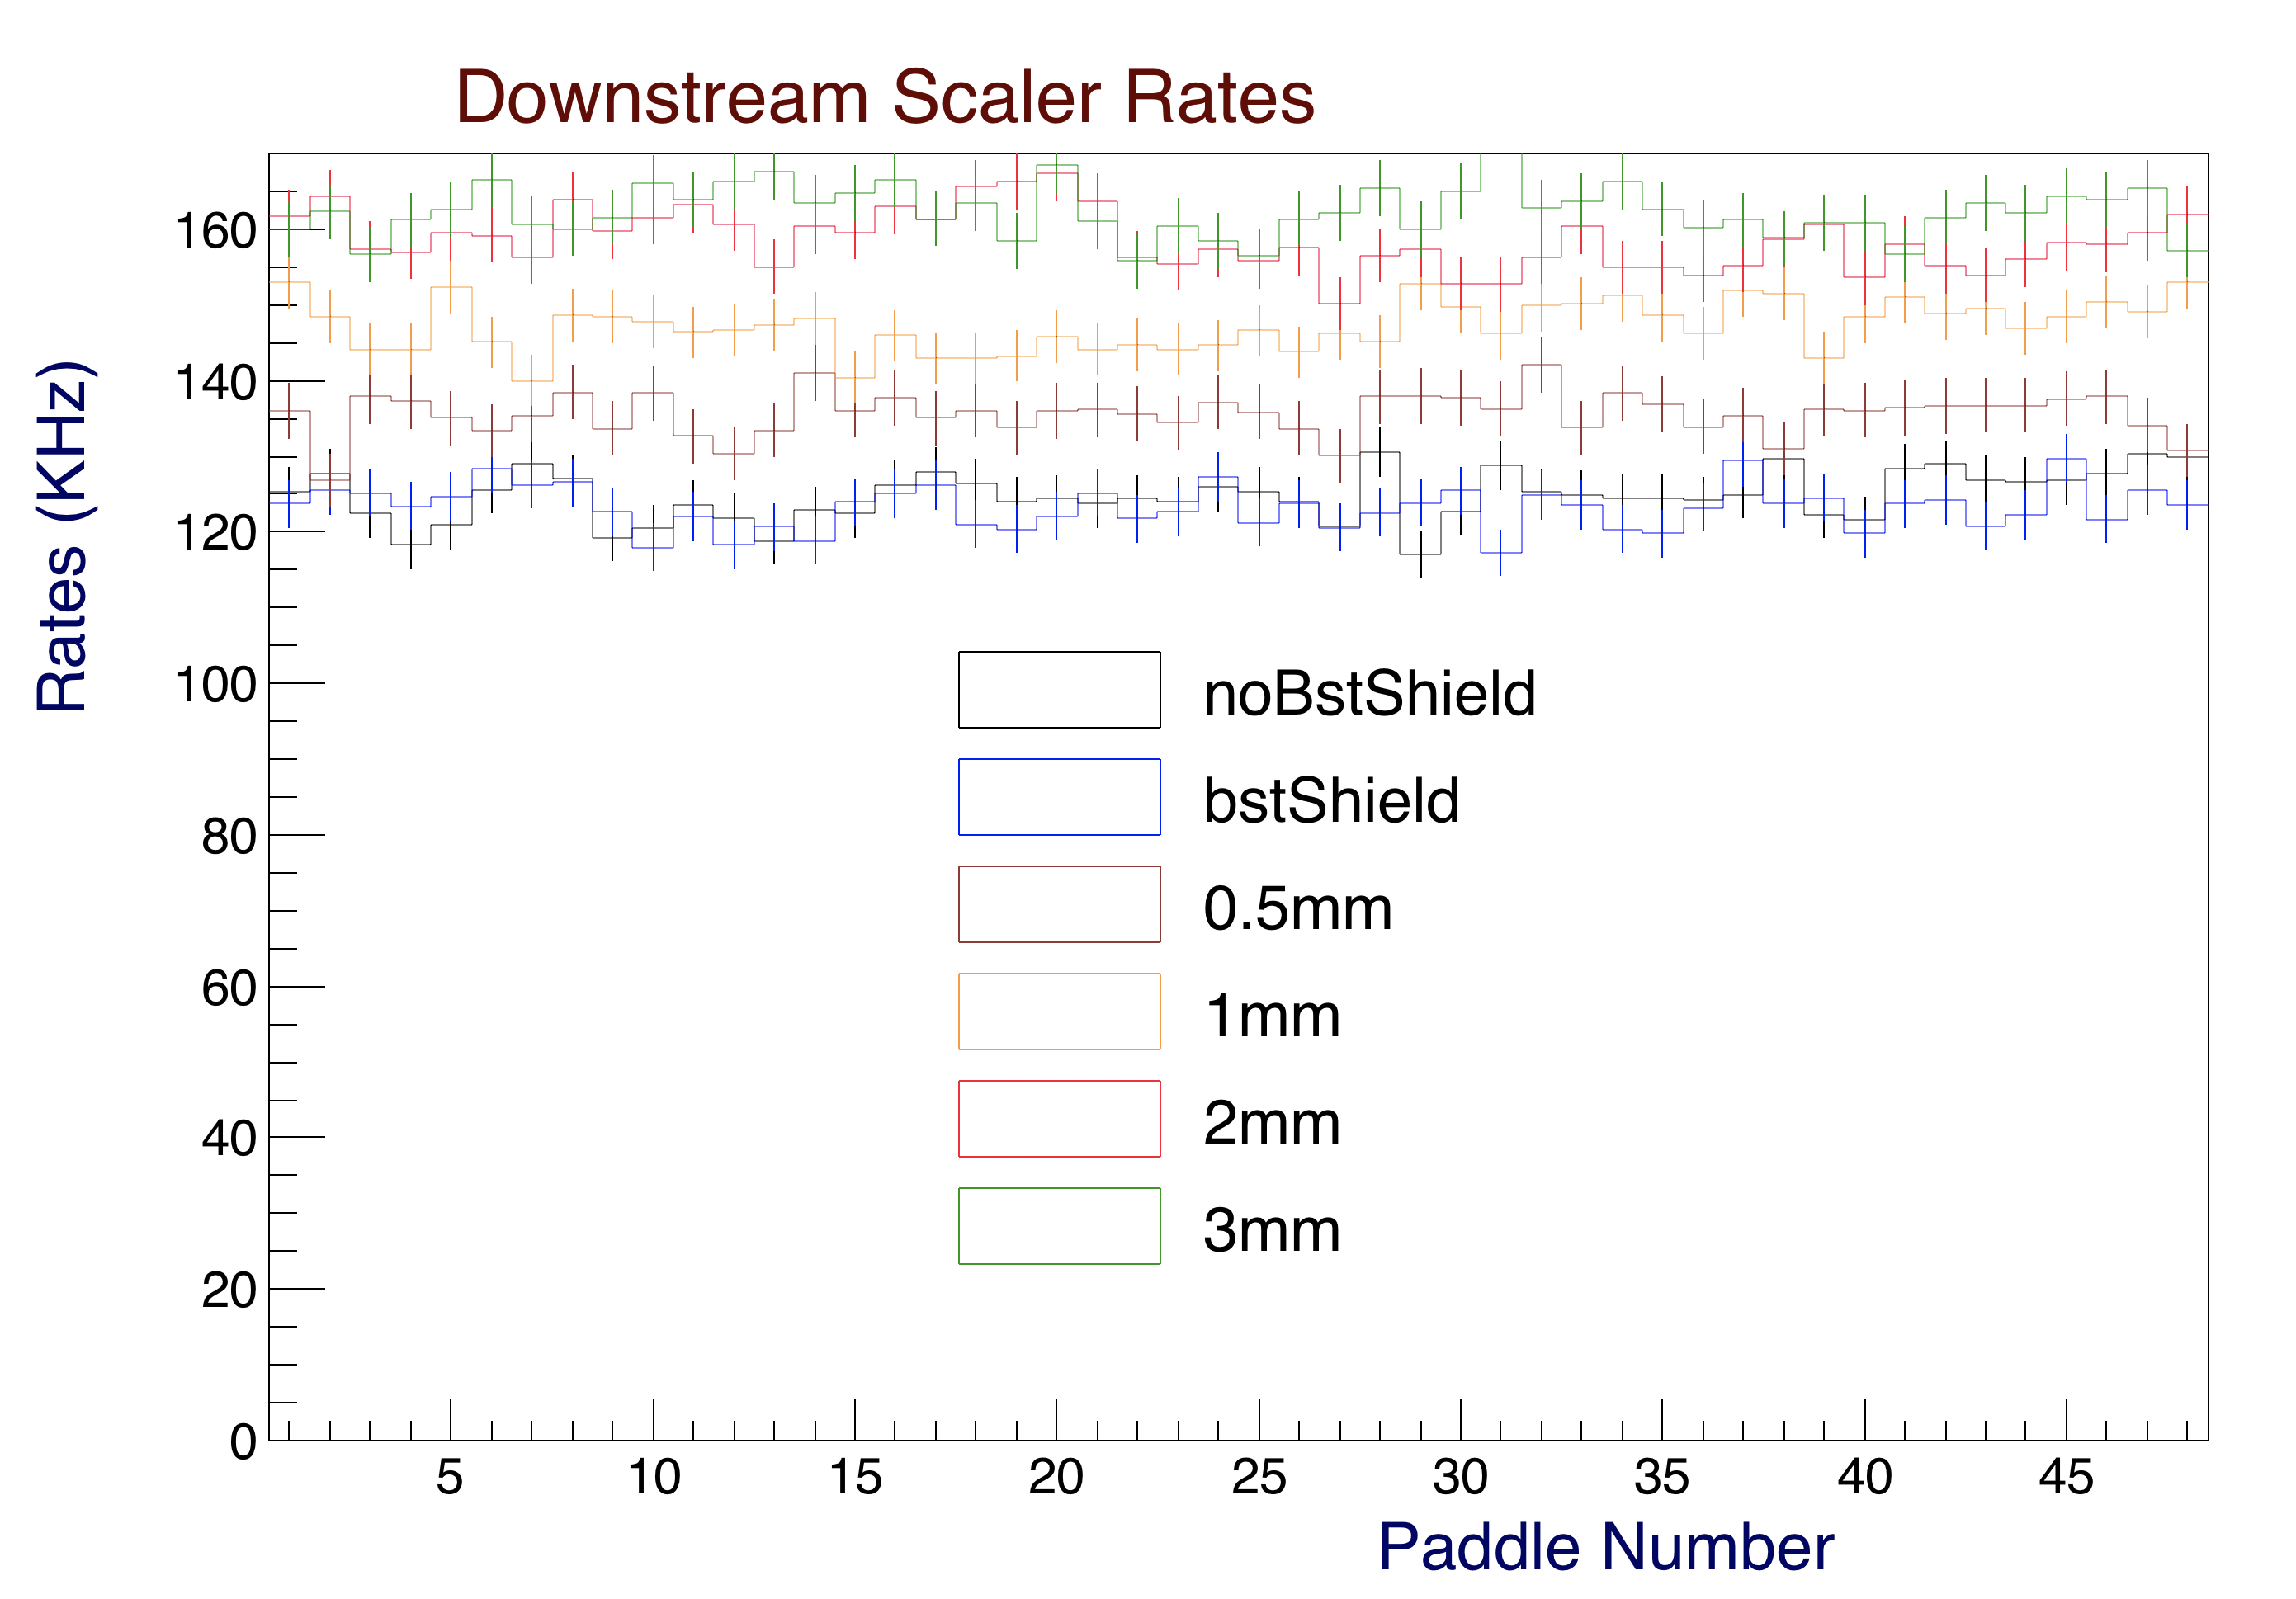 Downstream Scaler Rates
Rates (KHz)
160
140
120
100
80
60
40
20
0
noBstShield
bstShield
0.5mm
1mm
2mm
3mm
5 10 15 20 25 30 35 40 45
Paddle Number